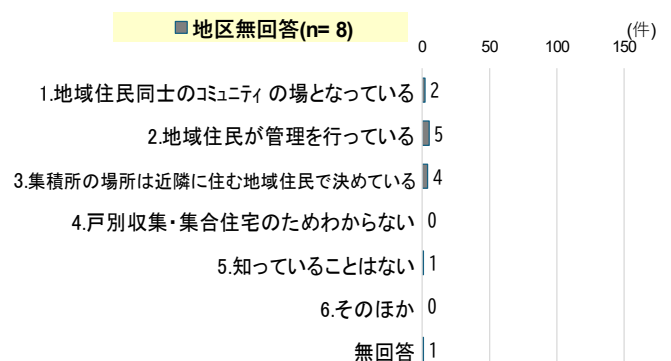 ■地区無回答(n= 8)
(件)
0 50 100 150
1.地域住民同士のｺﾐｭﾆﾃｨ の場となっている 2
2.地域住民が管理を行っている 5
3.集積所の場所は近隣に住む地域住民で決めている 4
4.戸別収集・集合住宅のためわからない 0
5.知っていることはない 1
6.そのほか 0
無回答 1